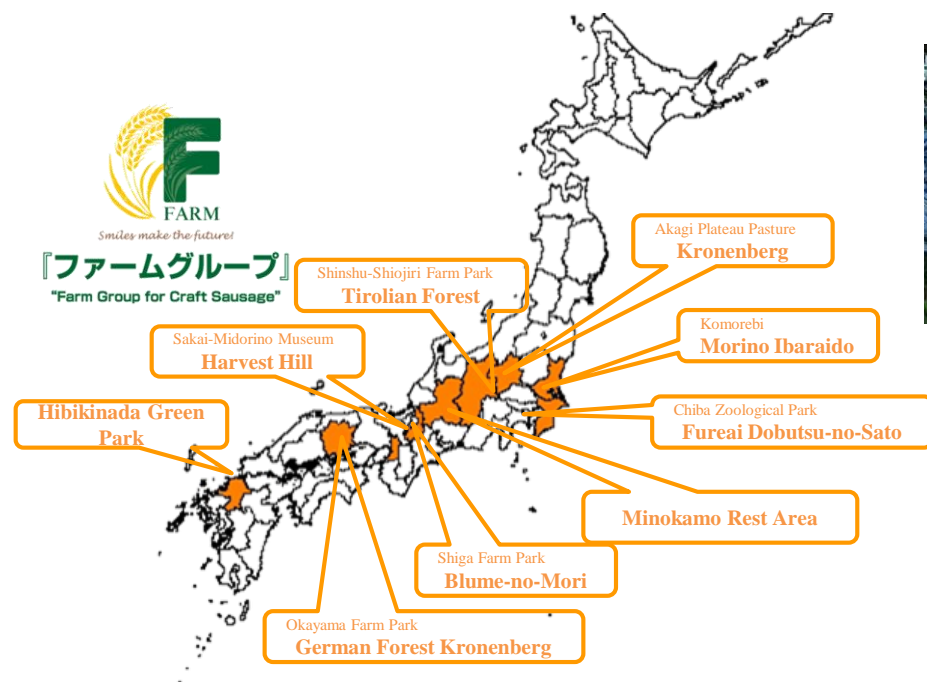 F
FARM
Smiles make the future!
『ファームグループ』
"Farm Group for Craft Sausage"
Akagi Plateau Pasture
Kronenberg
Shinshu-Shiojiri Farm Park
Tirolian Forest
Komorebi
Morino Ibaraido
Sakai-Midorino Museum
Harvest Hill
Chiba Zoological Park
Fureai Dobutsu-no-Sato
Hibikinada Green
Park
Minokamo Rest Area
Shiga Farm Park
Blume-no-Mori
Okayama Farm Park
German Forest Kronenberg